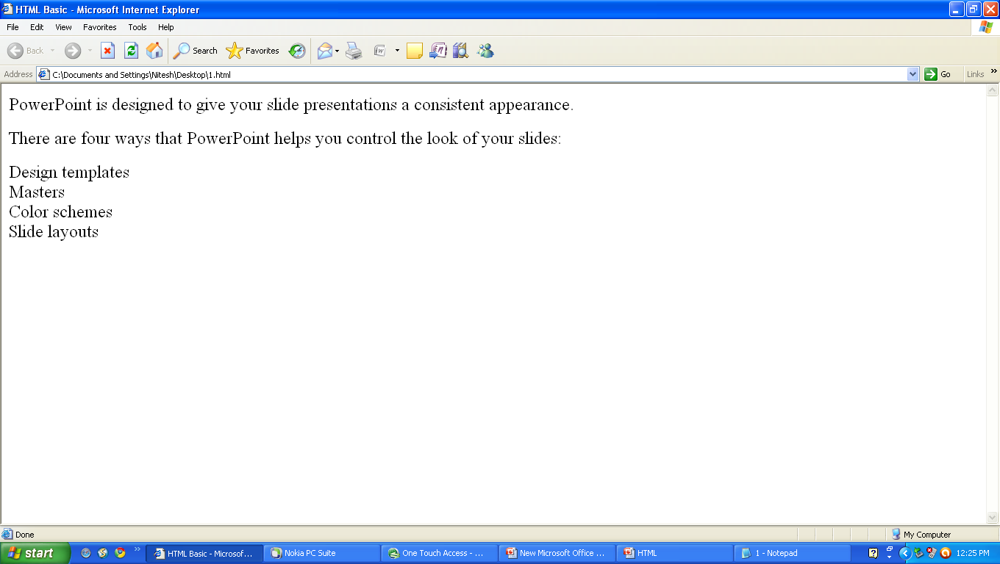 HTML Basic - Microsoft Internet Explorer
File Edit View Favorites Tools Help
Back Search Favorites
Address C:\Documents and Settings\Nitesh\Desktop\1.html Go Links »
PowerPoint is designed to give your slide presentations a consistent appearance.
There are four ways that PowerPoint helps you control the look of your slides:
Design templates
Masters
Color schemes
Slide layouts
Done My Computer
start » HTML Basic - Microsof... Nokia PC Suite One Touch Access - ... New Microsoft Office ... HTML 1 - Notepad 12:25 PM